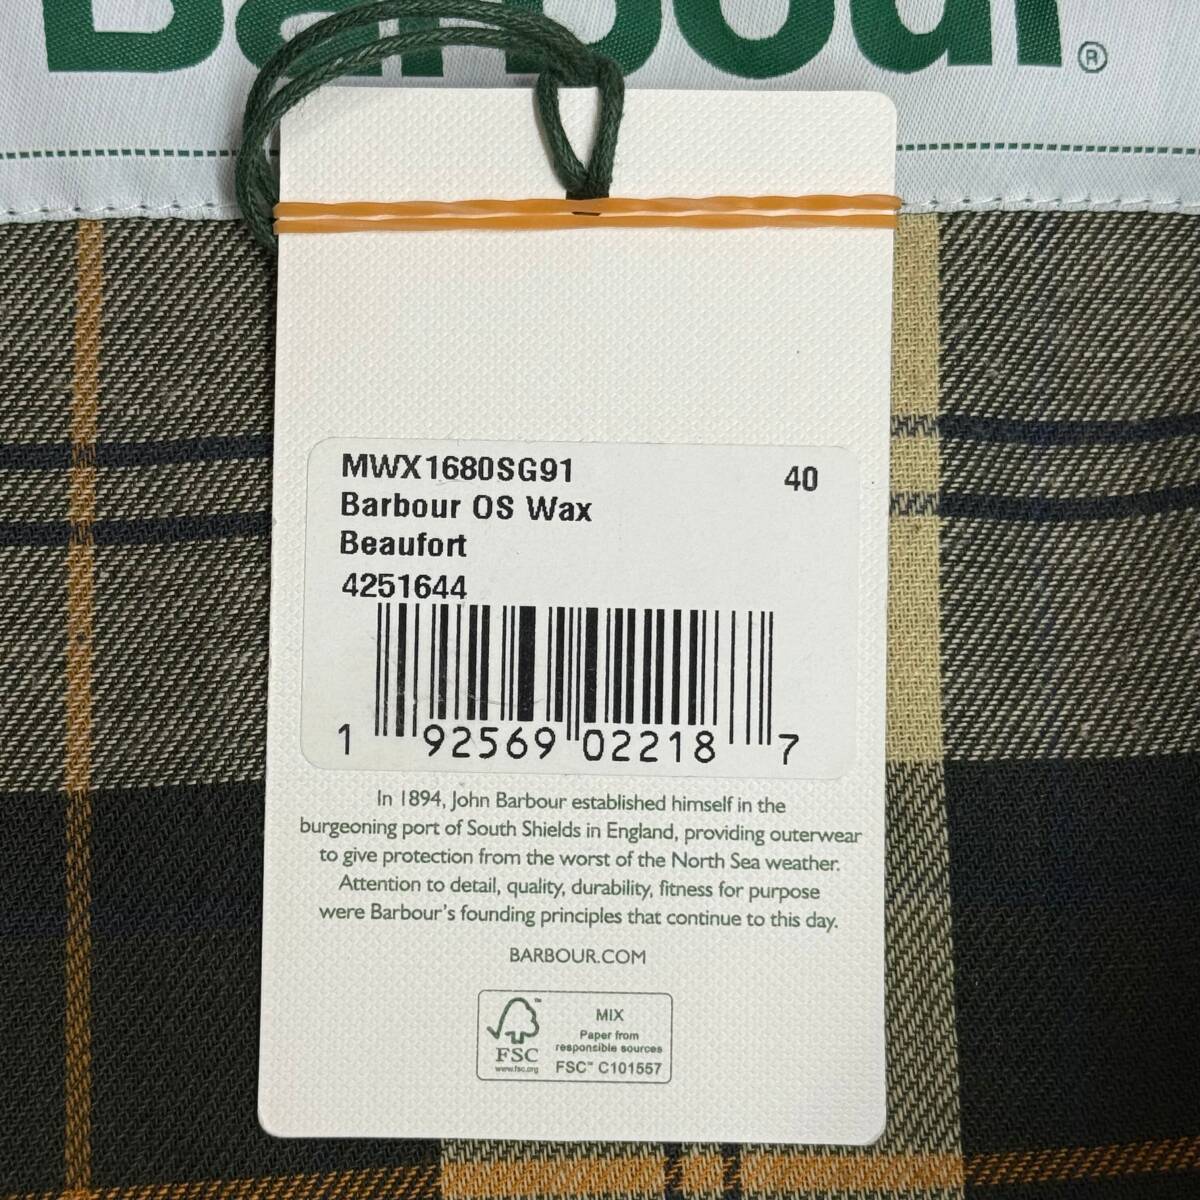 Barbour®
MWX1680SG91 40
Barbour OS Wax
Beaufort
4251644
1 92569 02218 7
In 1894, John Barbour established himself in the
burgeoning port of South Shields in England, providing outerwear
to give protection from the worst of the North Sea weather.
Attention to detail, quality, durability, fitness for purpose
were Barbour's founding principles that continue to this day.
BARBOUR.COM
FSC
www.fsc.org
MIX
Paper from
responsible sources
FSC™ C101557